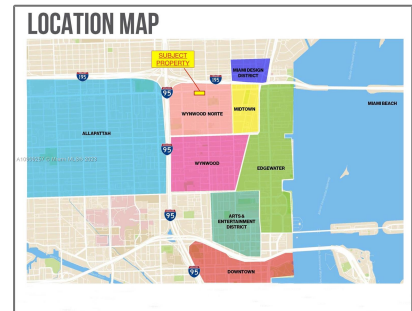 LOCATION MAP
SUBJECT
PROPERTY
195
195
MIAMI DESIGN
DISTRICT
95
WYNWOOD NORTE
MIDTOWN
MIAMI BEACH
ALLAPATTAH
95
WYNWOOD
EDGEWATER
95
ARTS &
ENTERTAINMENT
DISTRICT
95
DOWNTOWN